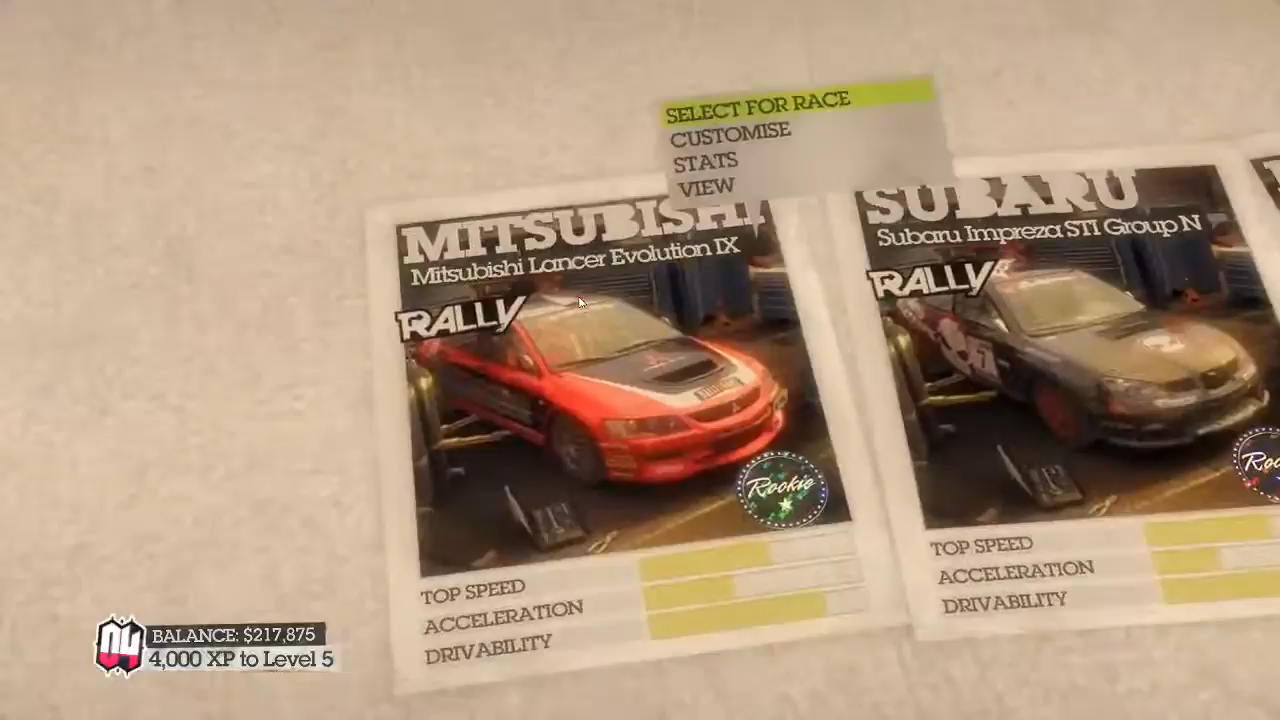 SELECT FOR RACE
CUSTOMISE
STATS
VIEW
MITSUBISHI
Mitsubishi Lancer Evolution IX
RALLY
Rookie
TOP SPEED
ACCELERATION
DRIVABILITY
SUBARU
Subaru Impreza STI Group N
RALLY
TOP SPEED
ACCELERATION
DRIVABILITY
04
BALANCE: $217,875
4,000 XP to Level 5